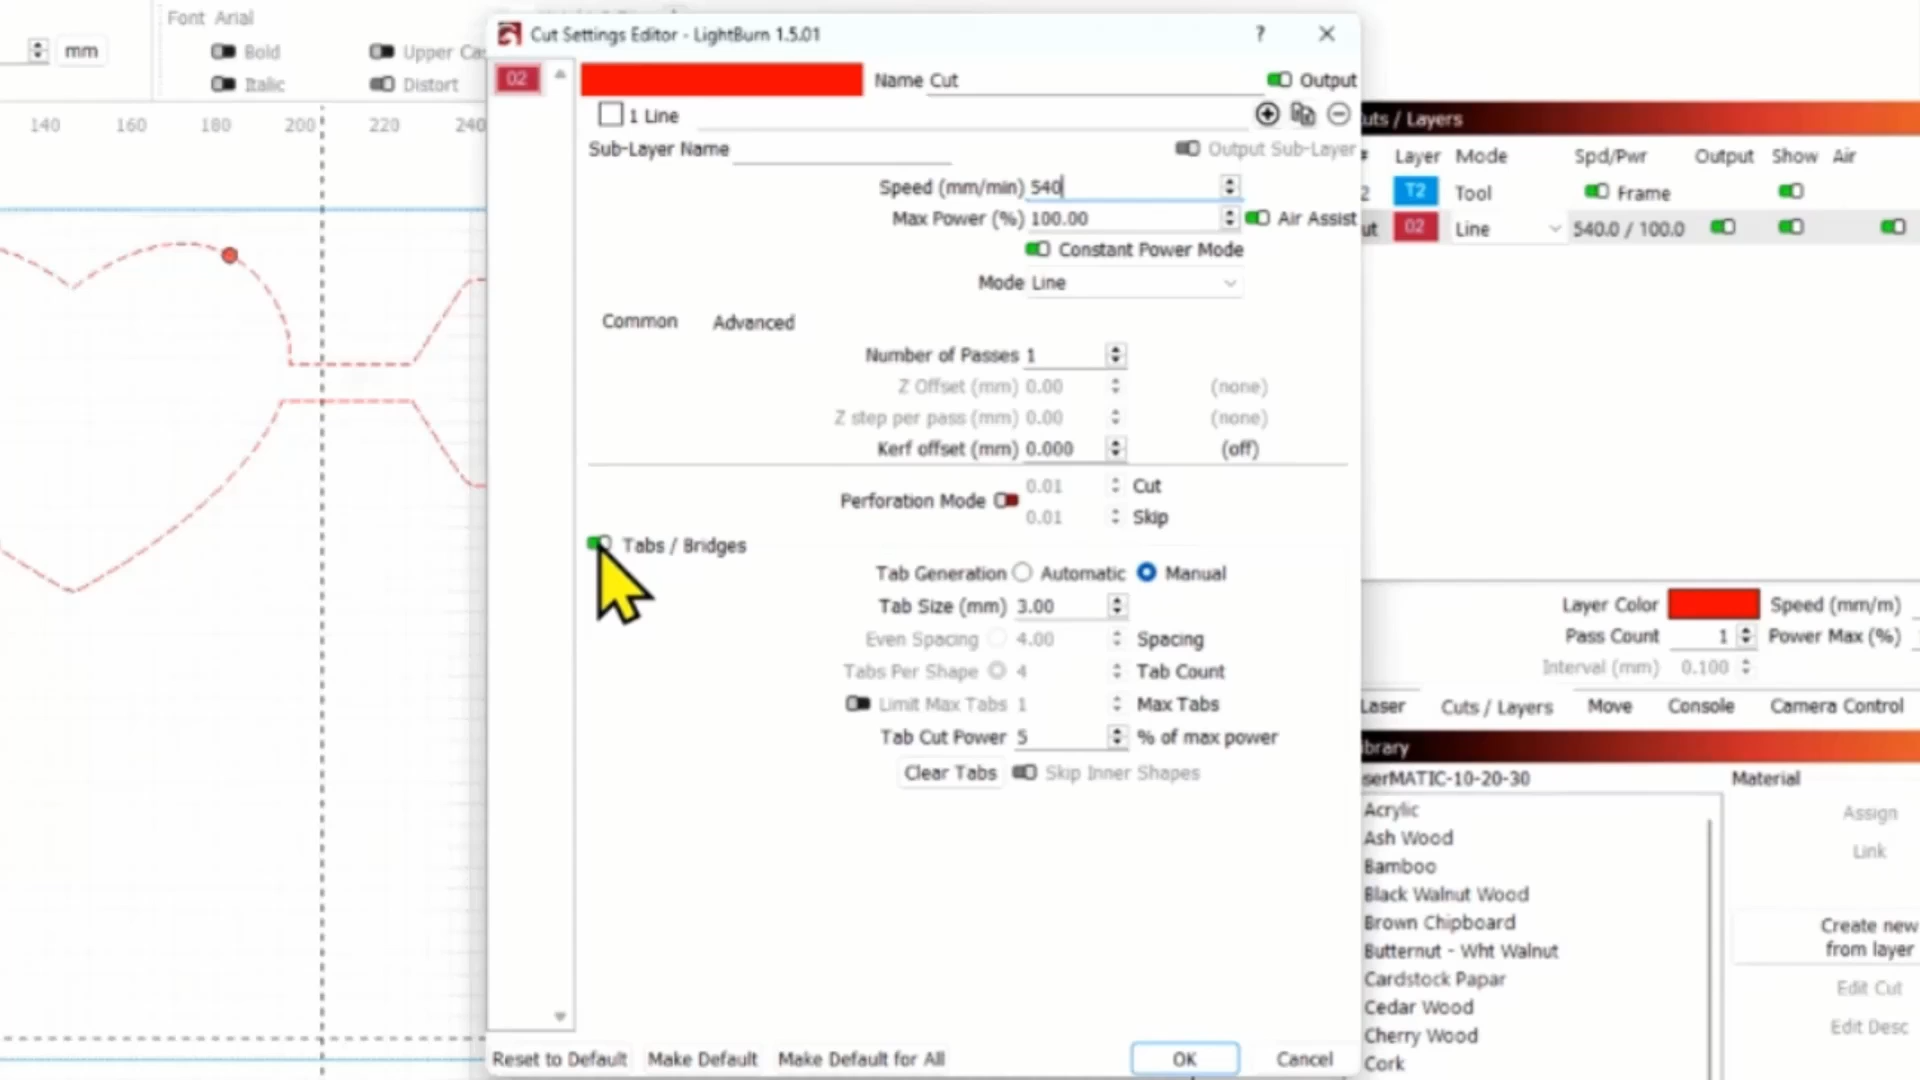 Font Arial
mm
Bold
Italic
Upper Ca
Distort
140 160 180 200 220 240
Cut Settings Editor - LightBurn 1.5.01
? ×
02
Name Cut
Output
1 Line
Sub-Layer Name
Output Sub-Layer
Speed (mm/min) 540
Max Power (%) 100.00
Air Assist
Constant Power Mode
Mode Line
Common Advanced
Number of Passes 1
Z Offset (mm) 0.00 (none)
Z step per pass (mm) 0.00 (none)
Kerf offset (mm) 0.000 (off)
Perforation Mode
0.01 Cut
0.01 Skip
Tabs / Bridges
Tab Generation Automatic Manual
Tab Size (mm) 3.00
Even Spacing 4.00 Spacing
Tabs Per Shape 4 Tab Count
Limit Max Tabs 1 Max Tabs
Tab Cut Power 5 % of max power
Clear Tabs Skip Inner Shapes
Reset to Default Make Default Make Default for All OK Cancel
uts / Layers
Layer Mode Spd/Pwr Output Show Air
2 T2 Tool Frame
ut 02 Line 540.0 / 100.0
Layer Color Speed (mm/m)
Pass Count 1 Power Max (%)
Interval (mm) 0.100
Laser Cuts / Layers Move Console Camera Control
ibrary
serMATIC-10-20-30
Acrylic
Ash Wood
Bamboo
Black Walnut Wood
Brown Chipboard
Butternut - Wht Walnut
Cardstock Papar
Cedar Wood
Cherry Wood
Cork
Material
Assign
Link
Create new
from layer
Edit Cut
Edit Desc